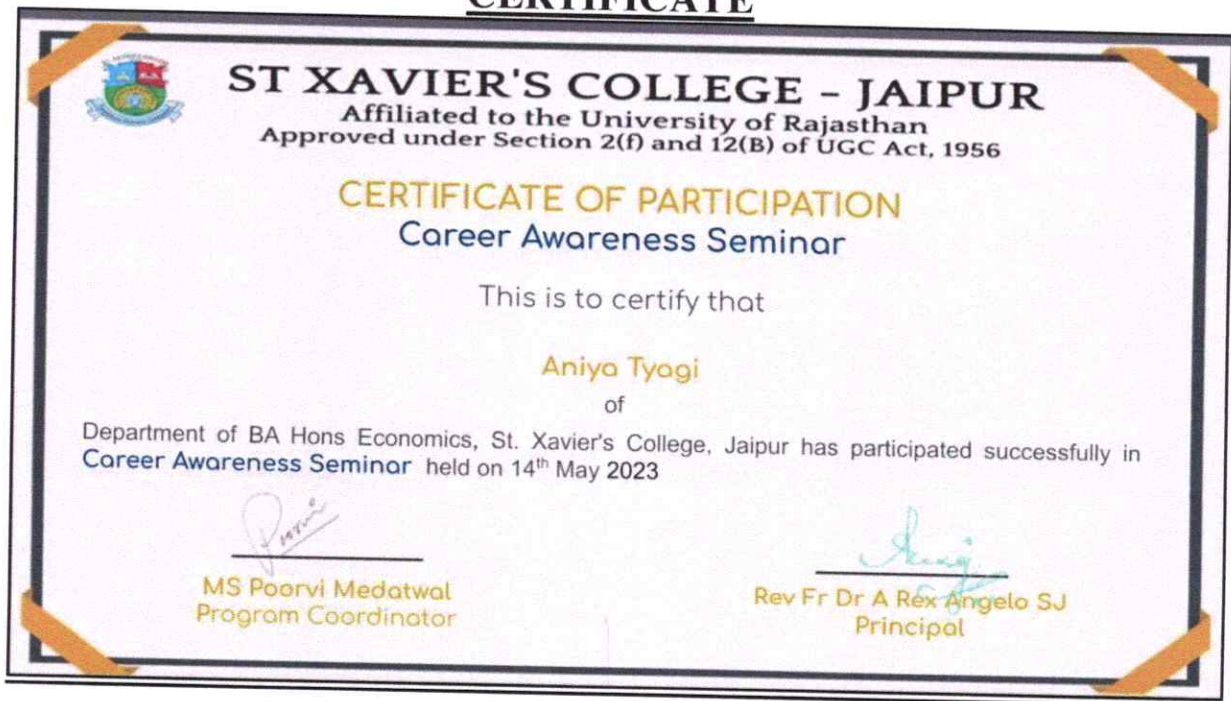 CERTIFICATE
ST XAVIER'S COLLEGE – JAIPUR
Affiliated to the University of Rajasthan
Approved under Section 2(f) and 12(B) of UGC Act, 1956
CERTIFICATE OF PARTICIPATION
Career Awareness Seminar
This is to certify that
Aniya Tyagi
of
Department of BA Hons Economics, St. Xavier's College, Jaipur has participated successfully in
Career Awareness Seminar held on 14th May 2023
Poorvi
MS Poorvi Medatwal
Program Coordinator
Rev Fr Dr A Rex Angelo SJ
Principal